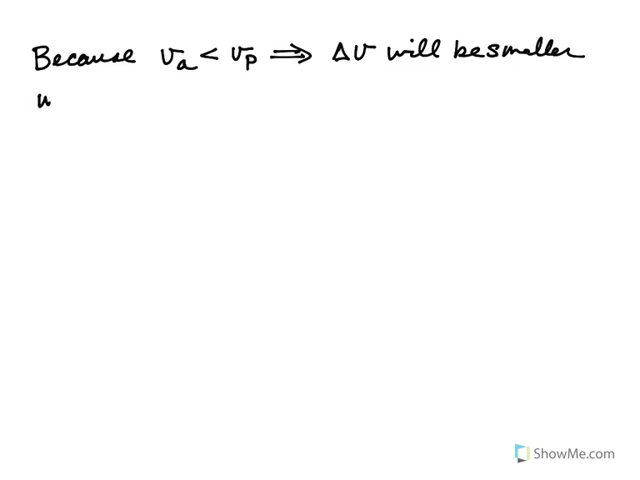 Because v_a < v_p ⟹ Δv will be smaller
w
ShowMe.com